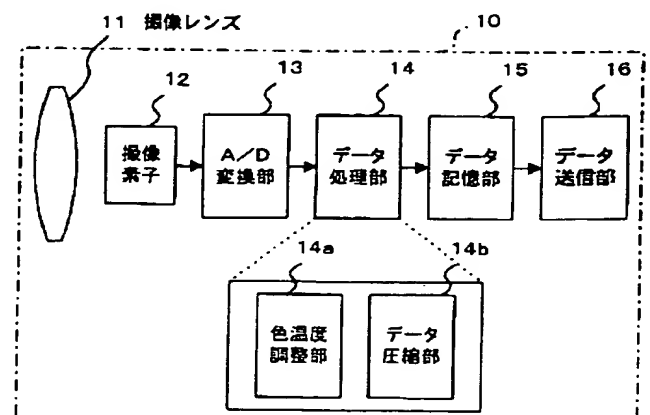 11 撮像レンズ
10
12
13
14
15
16
撮像
素子
A/D
変換部
データ
処理部
データ
記憶部
データ
送信部
14a
14b
色温度
調整部
データ
圧縮部